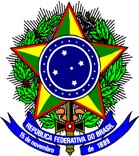 REPÚBLICA FEDERATIVA DO BRASIL
15 de novembro
de 1889